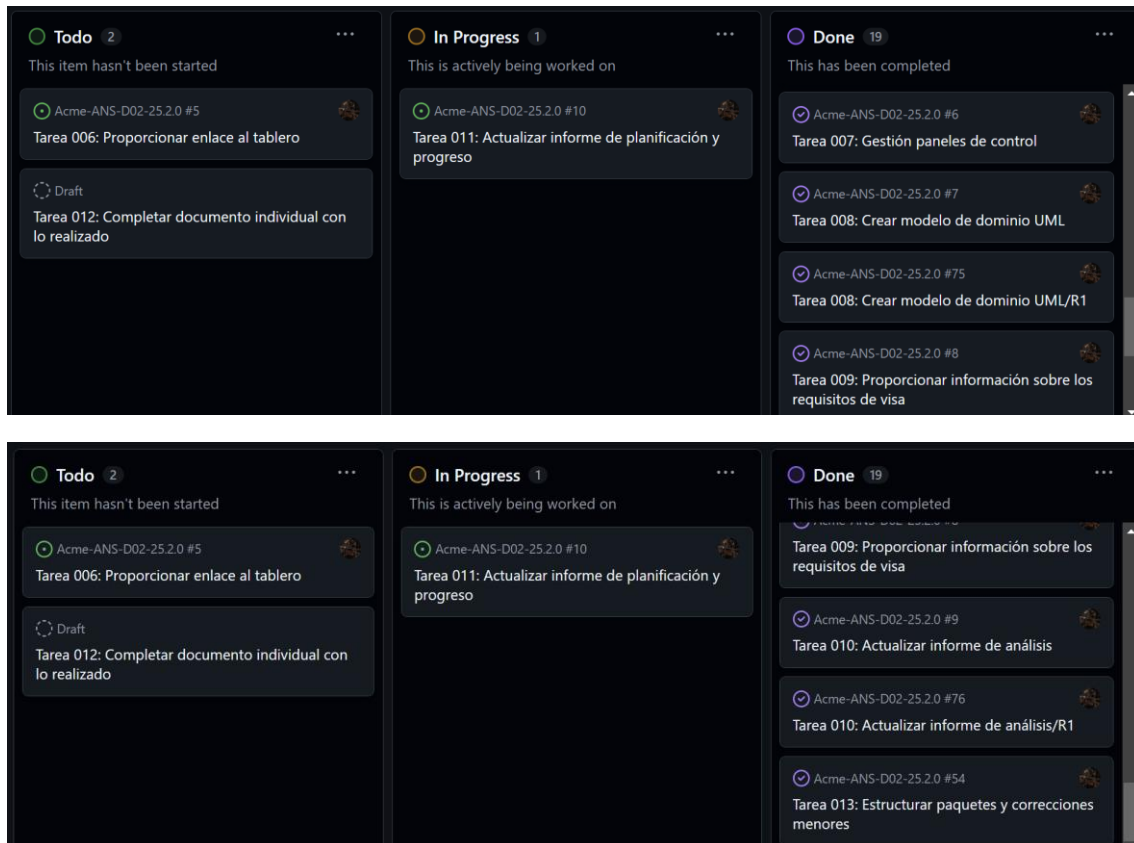 Todo 2 ...
This item hasn't been started
Acme-ANS-D02-25.2.0 #5
Tarea 006: Proporcionar enlace al tablero
Draft
Tarea 012: Completar documento individual con
lo realizado
In Progress 1 ...
This is actively being worked on
Acme-ANS-D02-25.2.0 #10
Tarea 011: Actualizar informe de planificación y
progreso
Done 19 ...
This has been completed
Acme-ANS-D02-25.2.0 #6
Tarea 007: Gestión paneles de control
Acme-ANS-D02-25.2.0 #7
Tarea 008: Crear modelo de dominio UML
Acme-ANS-D02-25.2.0 #75
Tarea 008: Crear modelo de dominio UML/R1
Acme-ANS-D02-25.2.0 #8
Tarea 009: Proporcionar información sobre los
requisitos de visa
Todo 2 ...
This item hasn't been started
Acme-ANS-D02-25.2.0 #5
Tarea 006: Proporcionar enlace al tablero
Draft
Tarea 012: Completar documento individual con
lo realizado
In Progress 1 ...
This is actively being worked on
Acme-ANS-D02-25.2.0 #10
Tarea 011: Actualizar informe de planificación y
progreso
Done 19 ...
This has been completed
Tarea 009: Proporcionar información sobre los
requisitos de visa
Acme-ANS-D02-25.2.0 #9
Tarea 010: Actualizar informe de análisis
Acme-ANS-D02-25.2.0 #76
Tarea 010: Actualizar informe de análisis/R1
Acme-ANS-D02-25.2.0 #54
Tarea 013: Estructurar paquetes y correcciones
menores